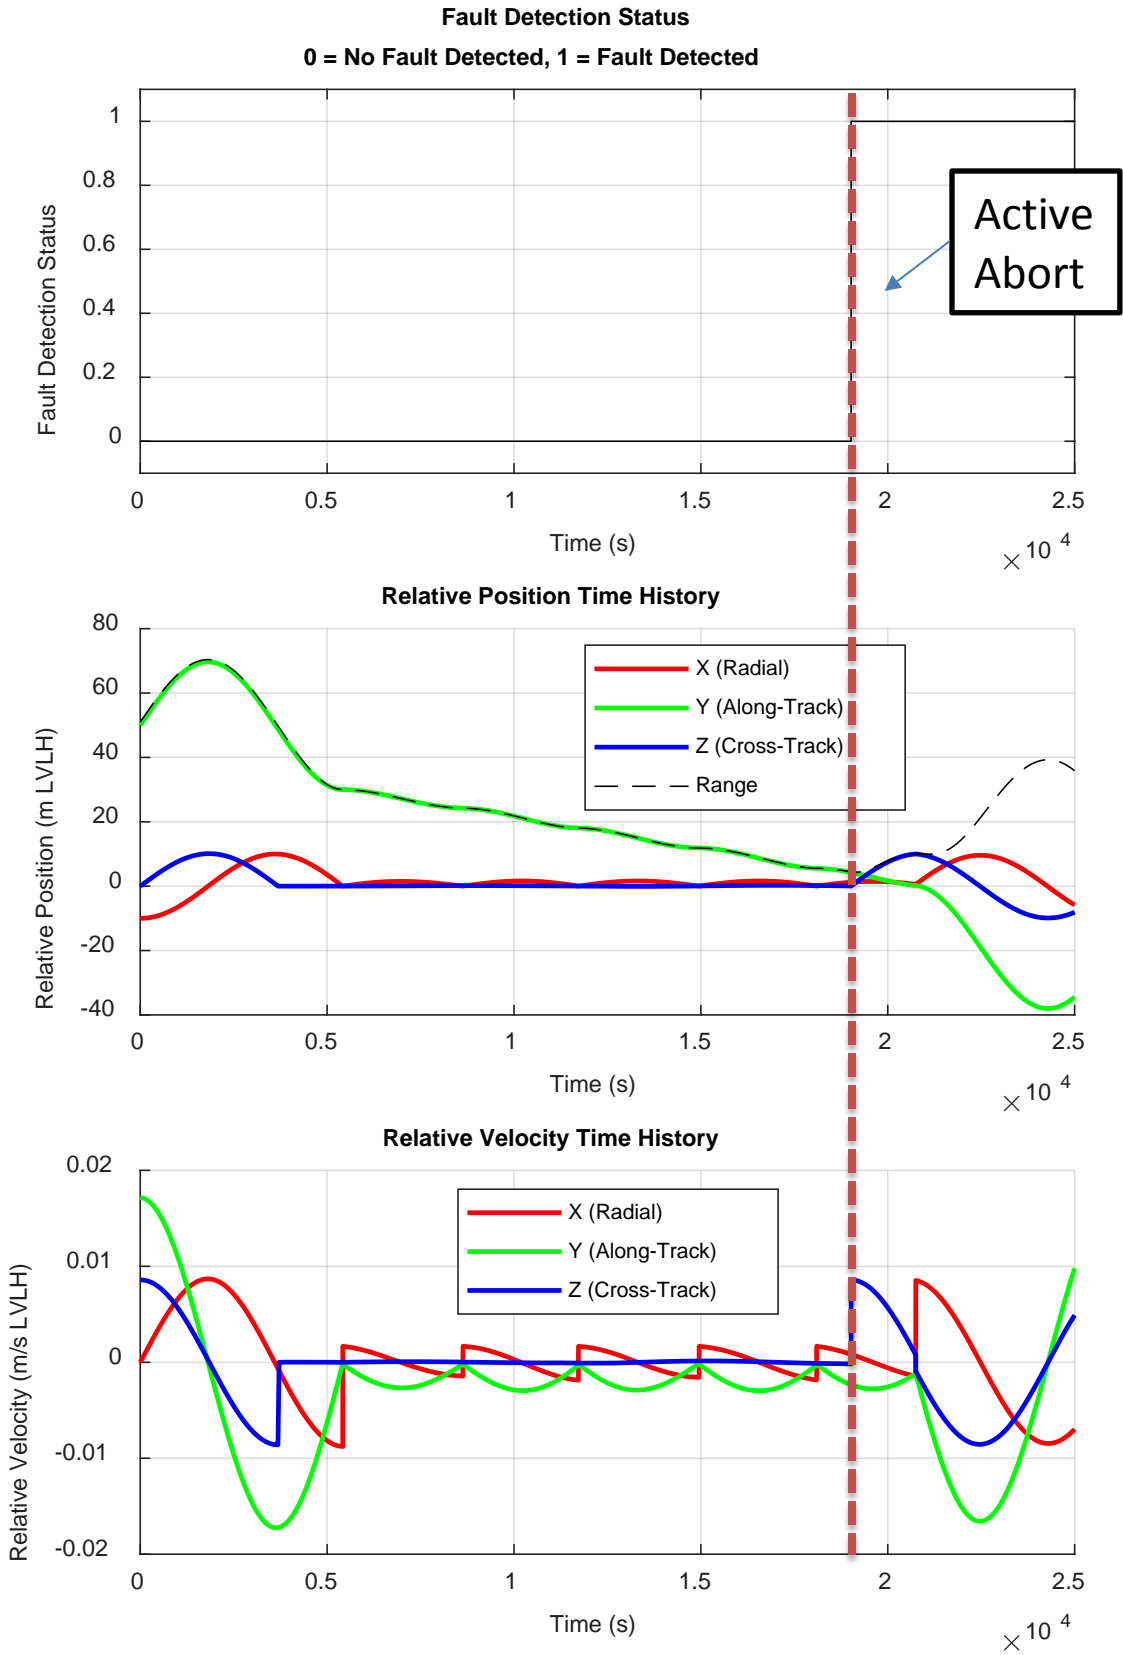 Fault Detection Status
0 = No Fault Detected, 1 = Fault Detected
Fault Detection Status
1
0.8
0.6
0.4
0.2
0
Active
Abort
0
0.5
1
1.5
2
2.5
Time (s)
× 10 4
Relative Position Time History
Relative Position (m LVLH)
80
60
40
20
0
-20
-40
X (Radial)
Y (Along-Track)
Z (Cross-Track)
Range
0
0.5
1
1.5
2
2.5
Time (s)
× 10 4
Relative Velocity Time History
Relative Velocity (m/s LVLH)
0.02
0.01
0
-0.01
-0.02
X (Radial)
Y (Along-Track)
Z (Cross-Track)
0
0.5
1
1.5
2
2.5
Time (s)
× 10 4